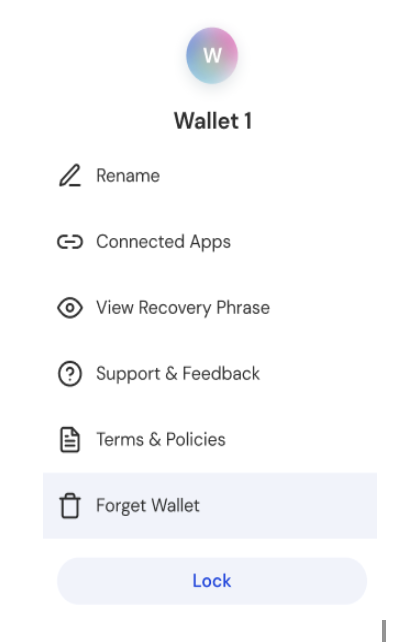 W
Wallet 1
Rename
Connected Apps
View Recovery Phrase
Support & Feedback
Terms & Policies
Forget Wallet
Lock